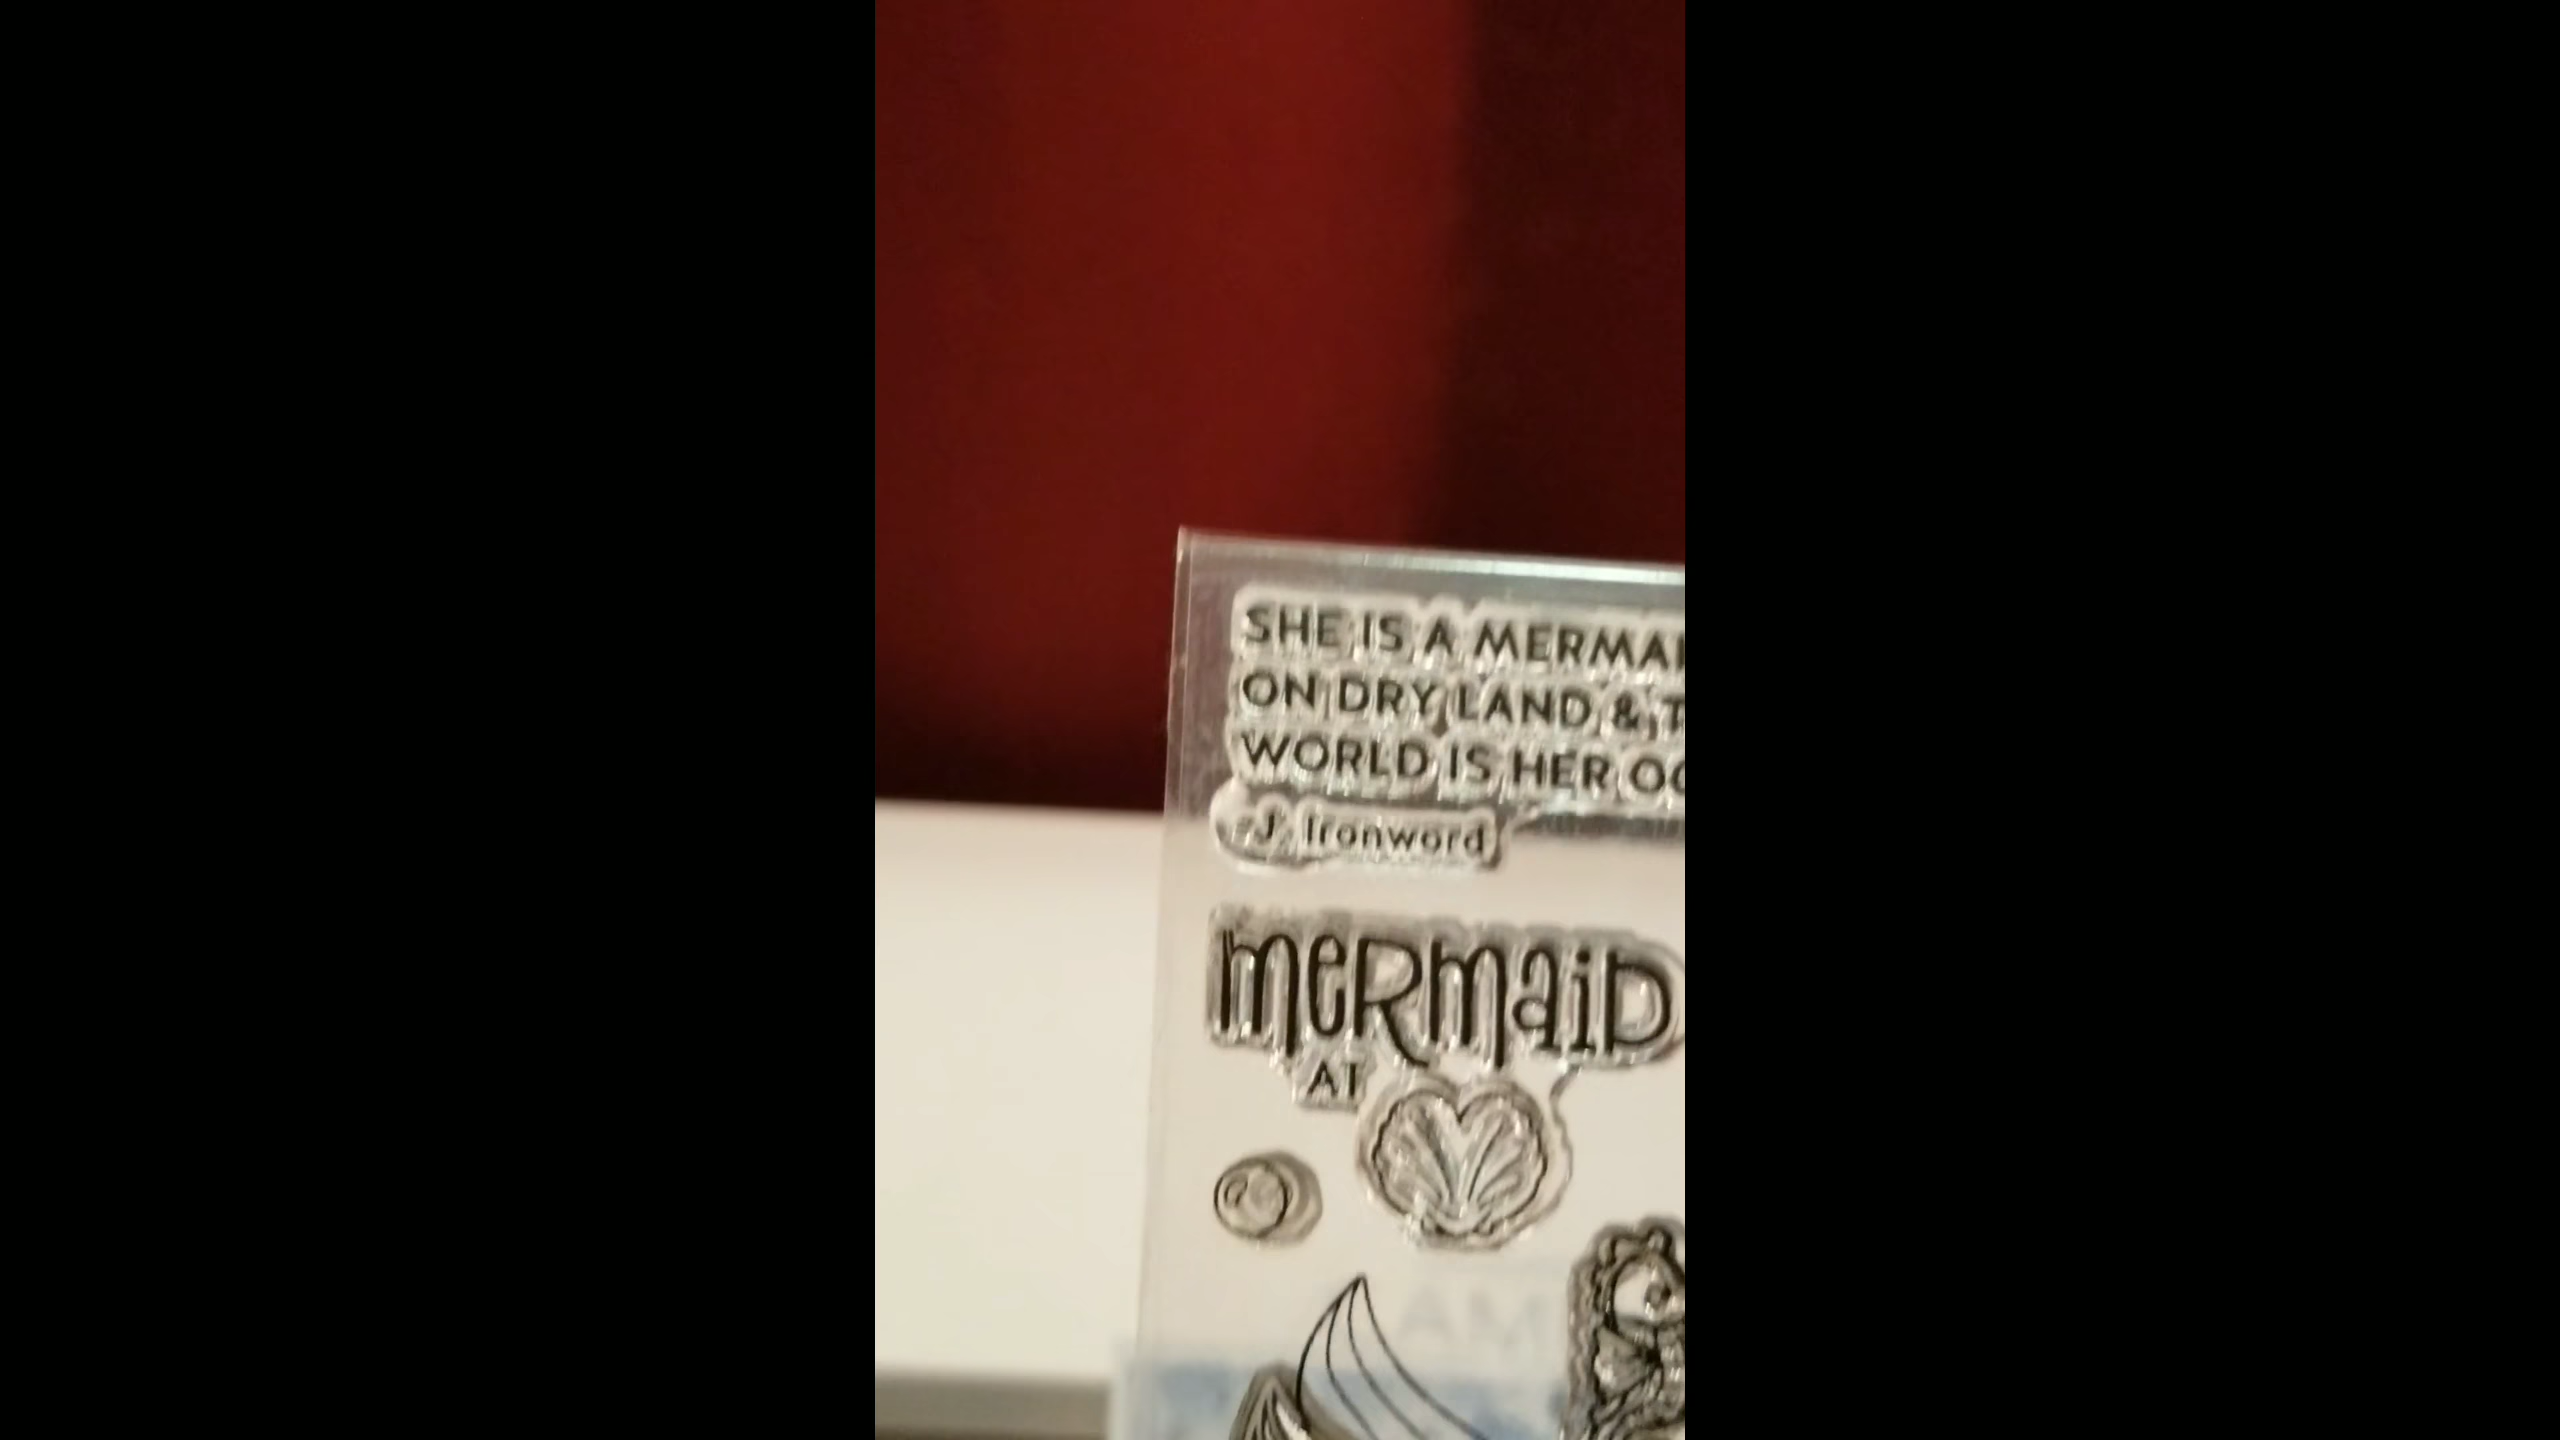 SHE IS A MERMAI
ON DRY LAND & T
WORLD IS HER OC
-J. Ironword
mermaid
AT